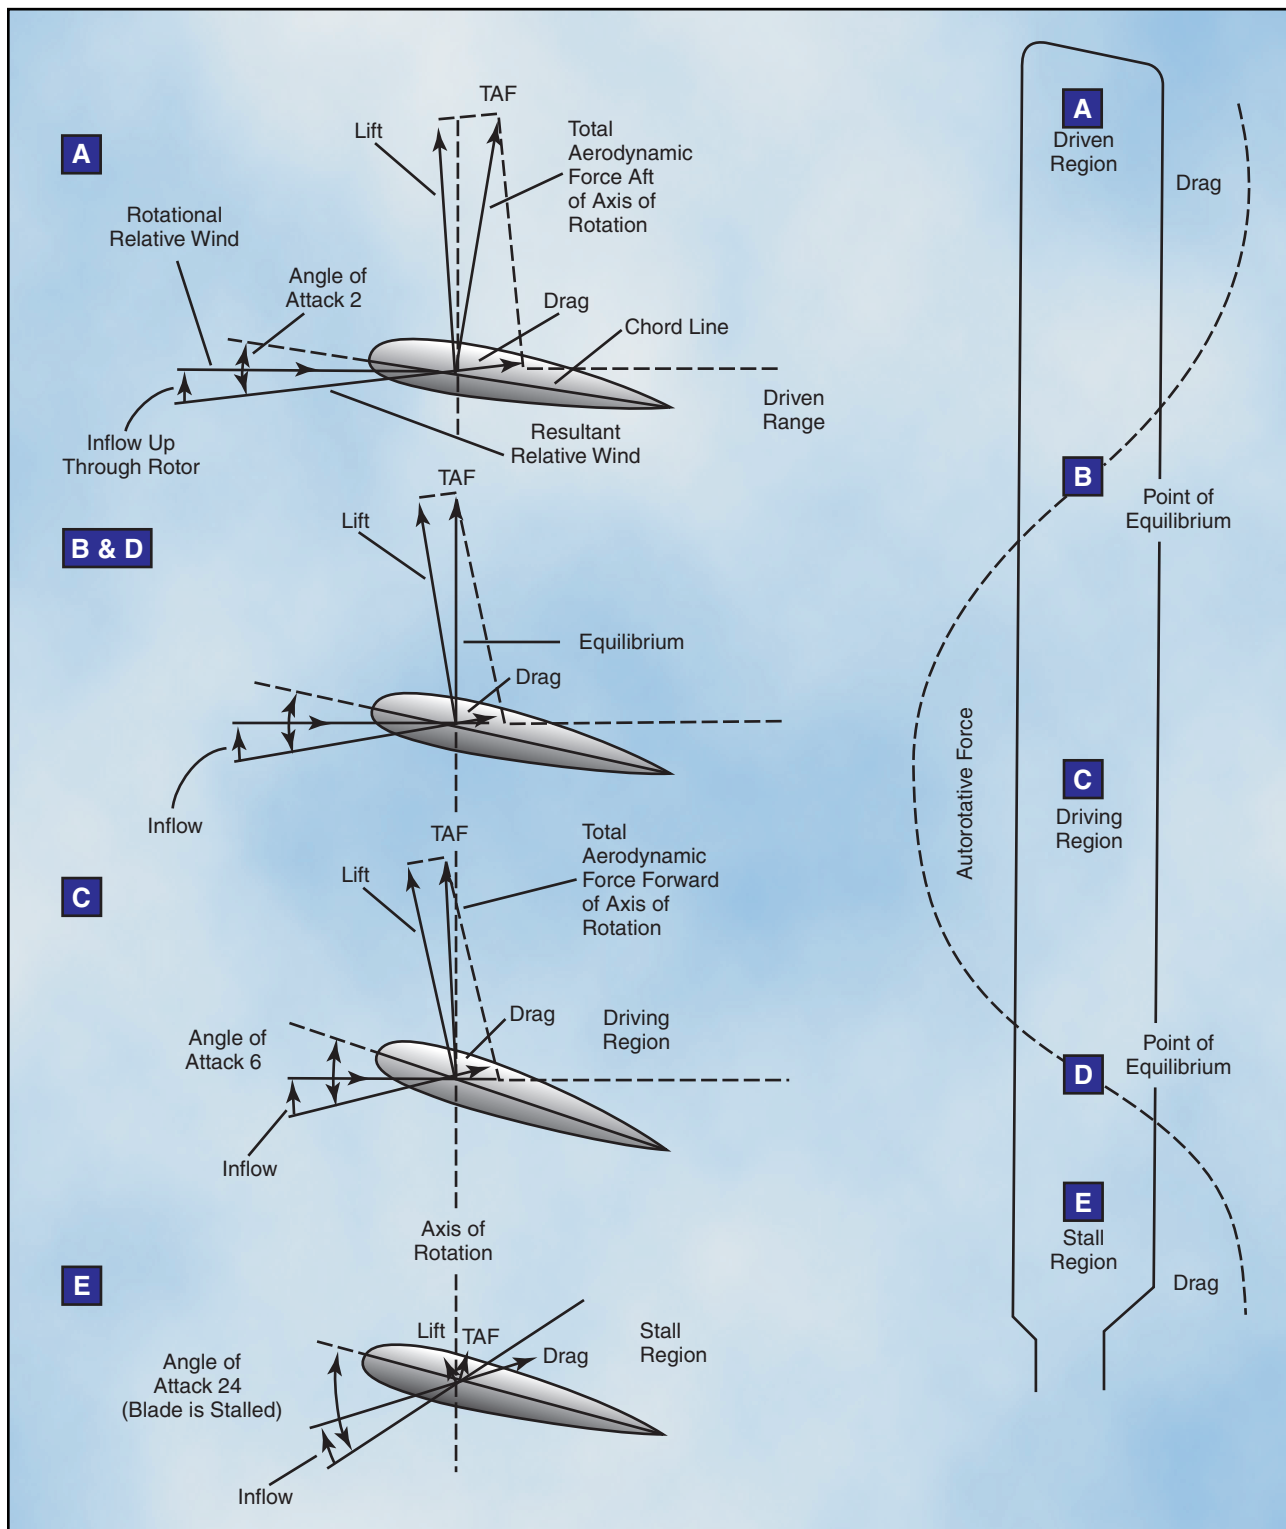 A
TAF
Lift
Total
Aerodynamic
Force Aft
of Axis of
Rotation
Rotational
Relative Wind
Angle of
Attack 2
Drag
Chord Line
Driven
Range
Inflow Up
Through Rotor
Resultant
Relative Wind
B & D
TAF
Lift
Equilibrium
Drag
Inflow
C
TAF
Lift
Total
Aerodynamic
Force Forward
of Axis of
Rotation
Angle of
Attack 6
Drag
Driving
Region
Inflow
Axis of
Rotation
E
Lift
TAF
Drag
Stall
Region
Angle of
Attack 24
(Blade is Stalled)
Inflow
A
Driven
Region
Drag
B
Point of
Equilibrium
Autorotative Force
C
Driving
Region
Point of
Equilibrium
D
E
Stall
Region
Drag